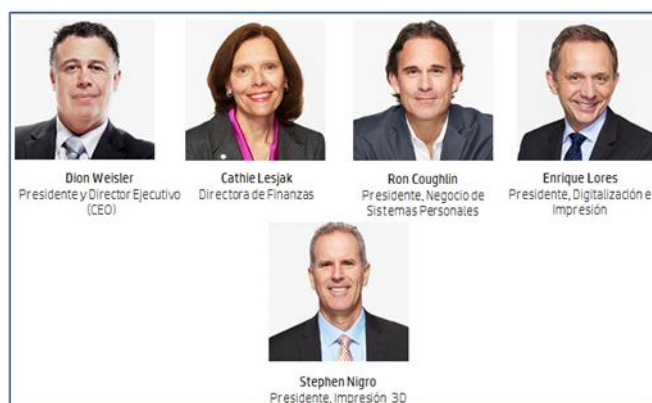 Dion Weisler
Presidente y Director Ejecutivo
(CEO)
Cathie Lesjak
Directora de Finanzas
Ron Coughlin
Presidente, Negocio de
Sistemas Personales
Enrique Lores
Presidente, Digitalización e
Impresión
Stephen Nigro
Presidente, Impresión 3D